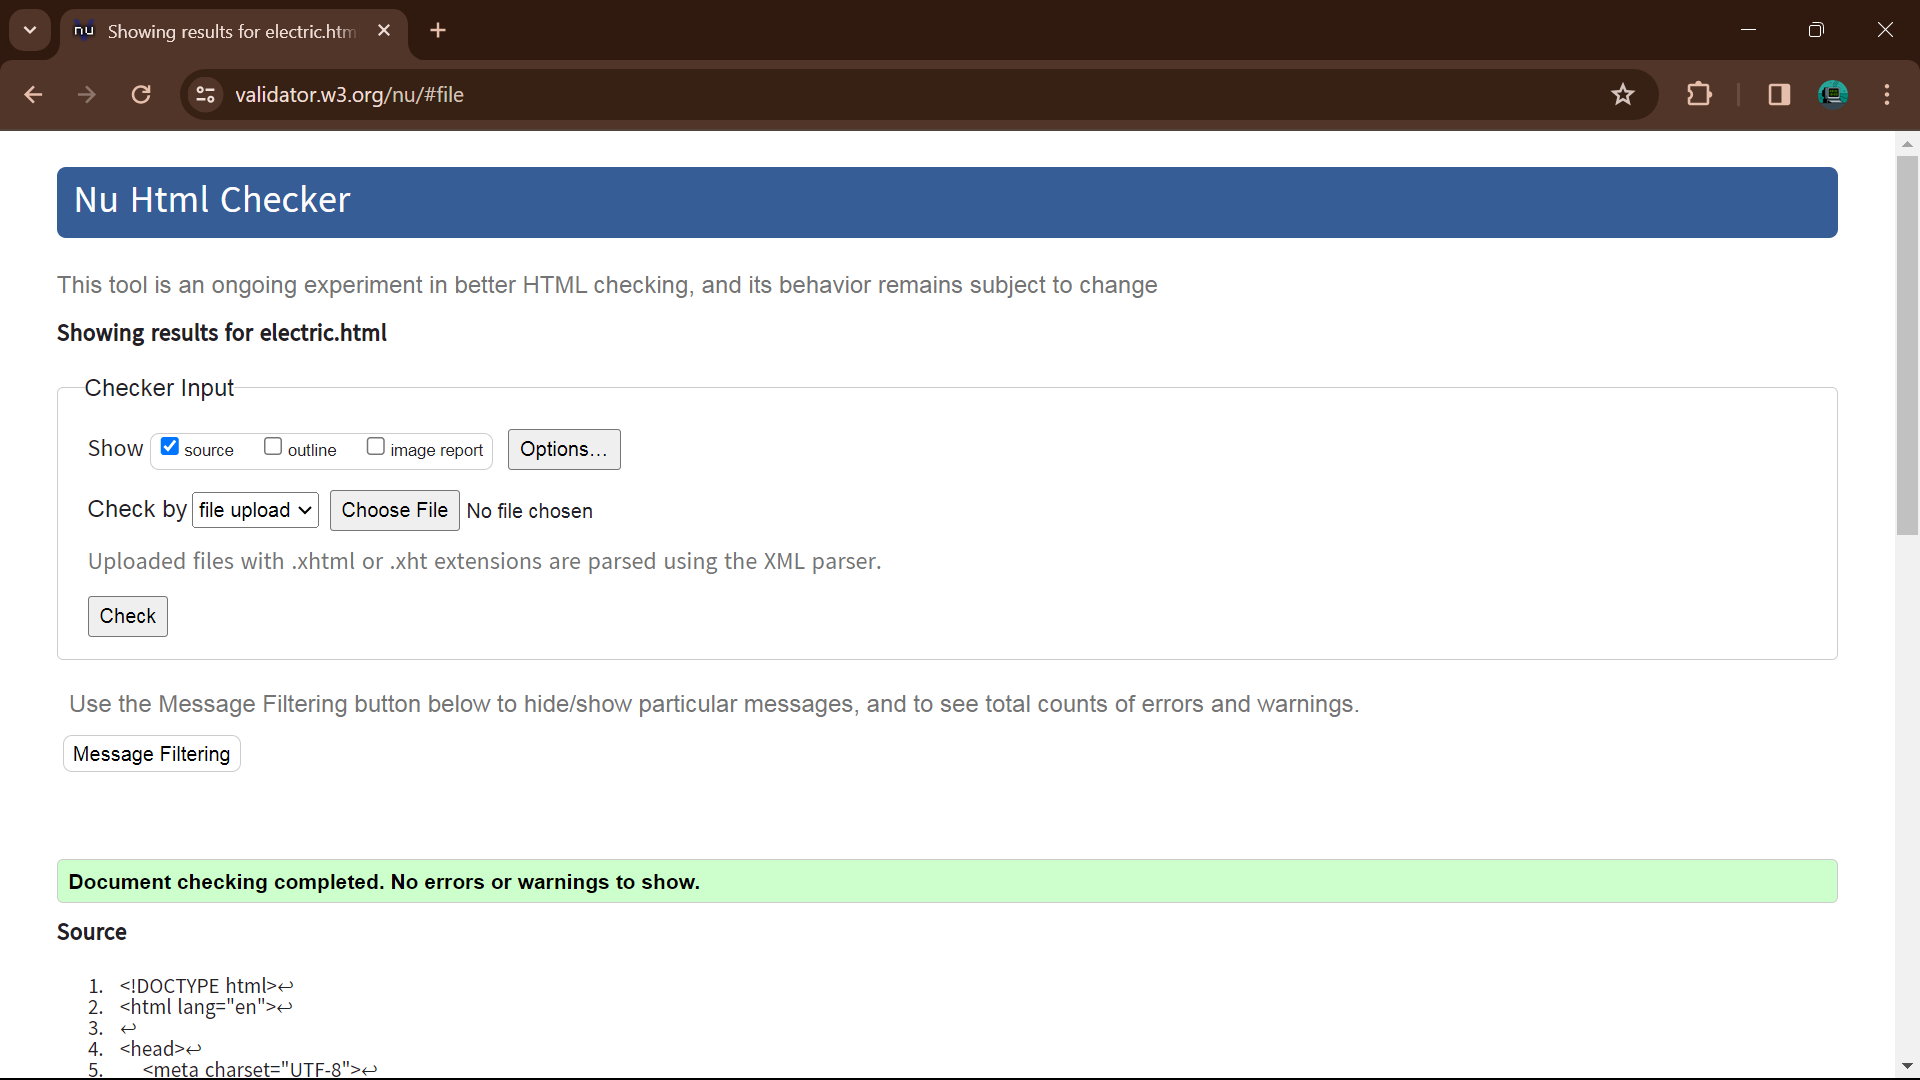 nu Showing results for electric.htm
validator.w3.org/nu/#file
Nu Html Checker
This tool is an ongoing experiment in better HTML checking, and its behavior remains subject to change
Showing results for electric.html
Checker Input
Show source outline image report Options...
Check by file upload Choose File No file chosen
Uploaded files with .xhtml or .xht extensions are parsed using the XML parser.
Check
Use the Message Filtering button below to hide/show particular messages, and to see total counts of errors and warnings.
Message Filtering
Document checking completed. No errors or warnings to show.
Source
1. <!DOCTYPE html>↩
2. <html lang="en">↩
3. ↩
4. <head>↩
5. <meta charset="UTF-8">↩